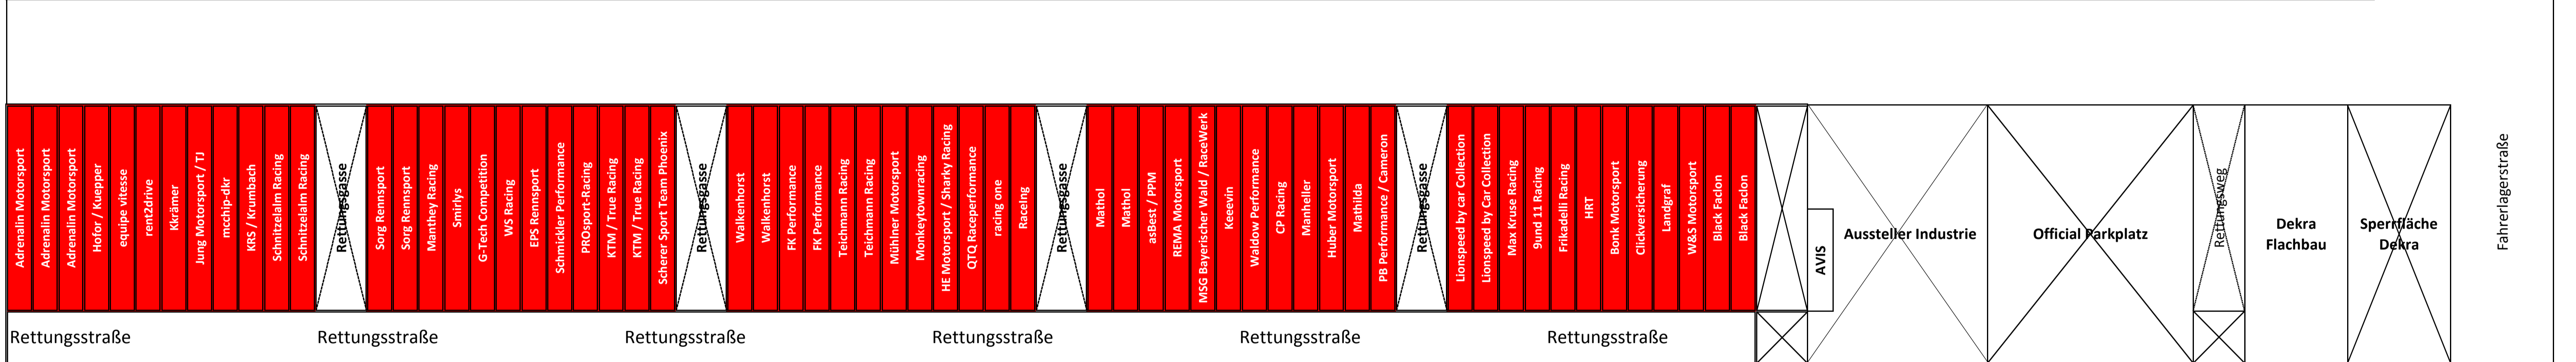 Adrenalin Motorsport
Adrenalin Motorsport
Adrenalin Motorsport
Hofor / Kuepper
equipe vitesse
rent2drive
Kkrämer
Jung Motorsport / TJ
mcchip-dkr
KRS / Krumbach
Schnitzelalm Racing
Schnitzelalm Racing
Rettungsgasse
Sorg Rennsport
Sorg Rennsport
Manthey Racing
Smirlys
G-Tech Competition
WS Racing
EPS Rennsport
Schmickler Performance
PROsport-Racing
KTM / True Racing
KTM / True Racing
Scherer Sport Team Phoenix
Rettungsgasse
Walkenhorst
Walkenhorst
FK Performance
FK Performance
Teichmann Racing
Teichmann Racing
Mühlner Motorsport
Monkeytownracing
HE Motorsport / Sharky Racing
QTQ Raceperformance
racing one
RaceIng
Rettungsgasse
Mathol
Mathol
asBest / PPM
REMA Motorsport
MSG Bayerischer Wald / RaceWerk
Keeevin
Waldow Performance
CP Racing
Manheller
Huber Motorsport
Mathilda
PB Performance / Cameron
Rettungsgasse
Lionspeed by car Collection
Lionspeed by Car Collection
Max Kruse Racing
9und 11 Racing
Frikadelli Racing
HRT
Bonk Motorsport
Clickversicherung
Landgraf
W&S Motorsport
Black Faclon
Black Faclon
AVIS
Aussteller Industrie
Official Parkplatz
Rettungsweg
Dekra
Flachbau
Sperrfläche
Dekra
Fahrerlagerstraße
Rettungsstraße
Rettungsstraße
Rettungsstraße
Rettungsstraße
Rettungsstraße
Rettungsstraße